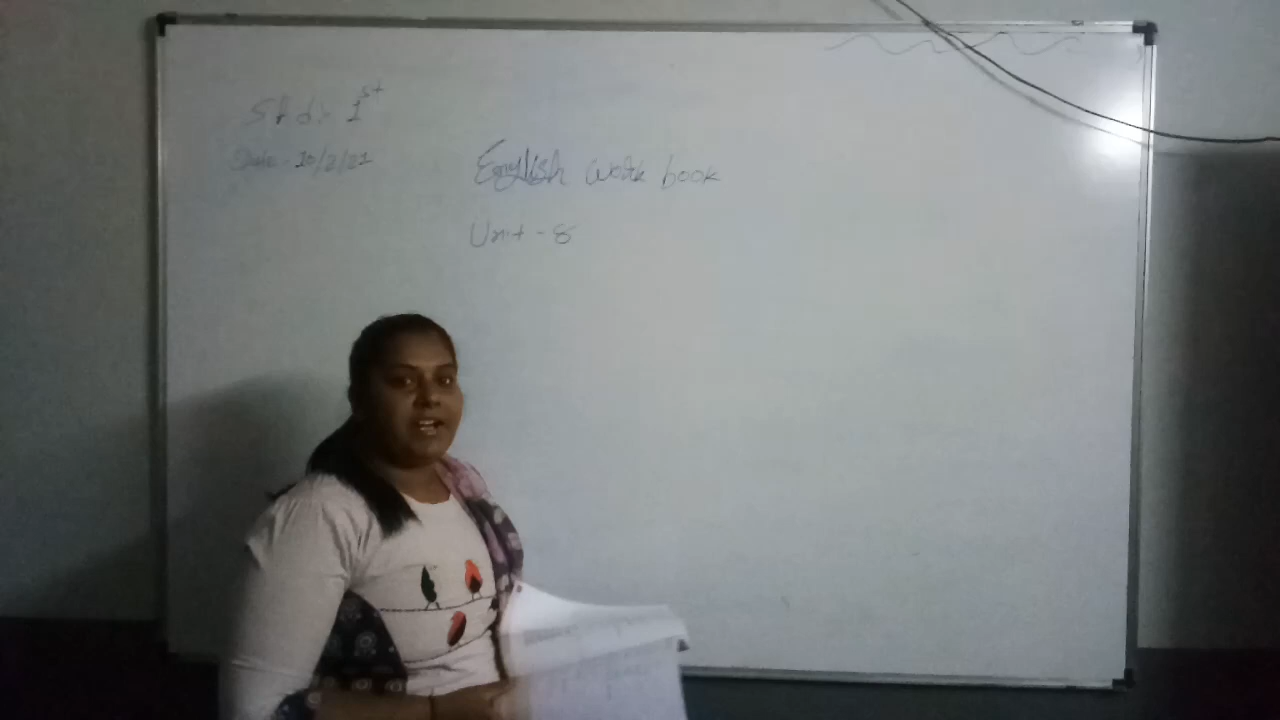 Std: 1st
Date - 10/2/21
English work book
Unit - 8